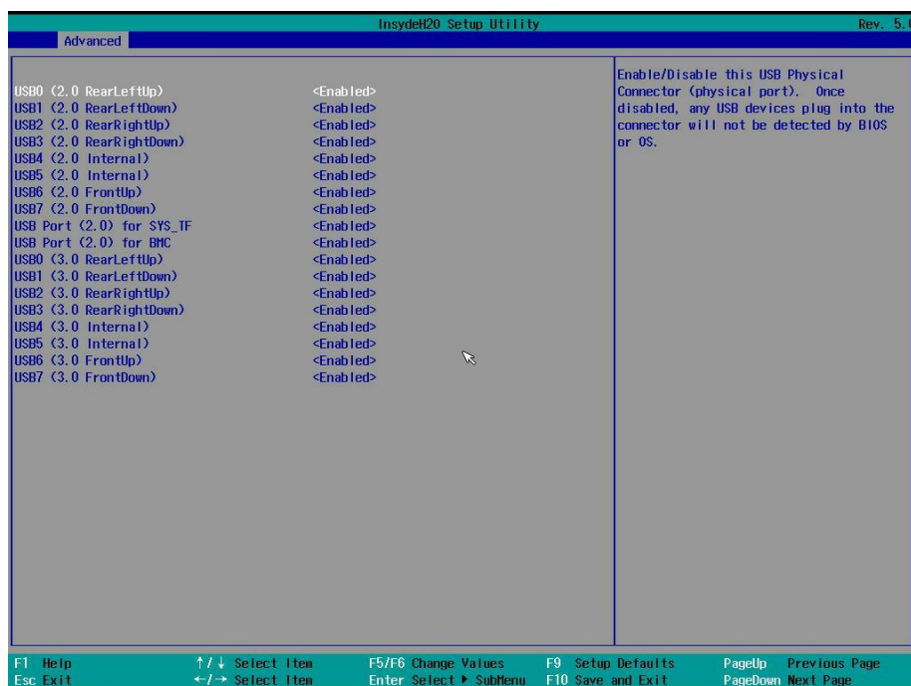 InsydeH2O Setup Utility Rev. 5.0
Advanced
USB0 (2.0 RearLeftUp) <Enabled>
USB1 (2.0 RearLeftDown) <Enabled>
USB2 (2.0 RearRightUp) <Enabled>
USB3 (2.0 RearRightDown) <Enabled>
USB4 (2.0 Internal) <Enabled>
USB5 (2.0 Internal) <Enabled>
USB6 (2.0 FrontUp) <Enabled>
USB7 (2.0 FrontDown) <Enabled>
USB Port (2.0) for SYS_TF <Enabled>
USB Port (2.0) for BMC <Enabled>
USB0 (3.0 RearLeftUp) <Enabled>
USB1 (3.0 RearLeftDown) <Enabled>
USB2 (3.0 RearRightUp) <Enabled>
USB3 (3.0 RearRightDown) <Enabled>
USB4 (3.0 Internal) <Enabled>
USB5 (3.0 Internal) <Enabled>
USB6 (3.0 FrontUp) <Enabled>
USB7 (3.0 FrontDown) <Enabled>
Enable/Disable this USB Physical
Connector (physical port). Once
disabled, any USB devices plug into the
connector will not be detected by BIOS
or OS.
F1 Help ↑/↓ Select Item F5/F6 Change Values F9 Setup Defaults PageUp Previous Page
Esc Exit ←/→ Select Item Enter Select ▶ SubMenu F10 Save and Exit PageDown Next Page